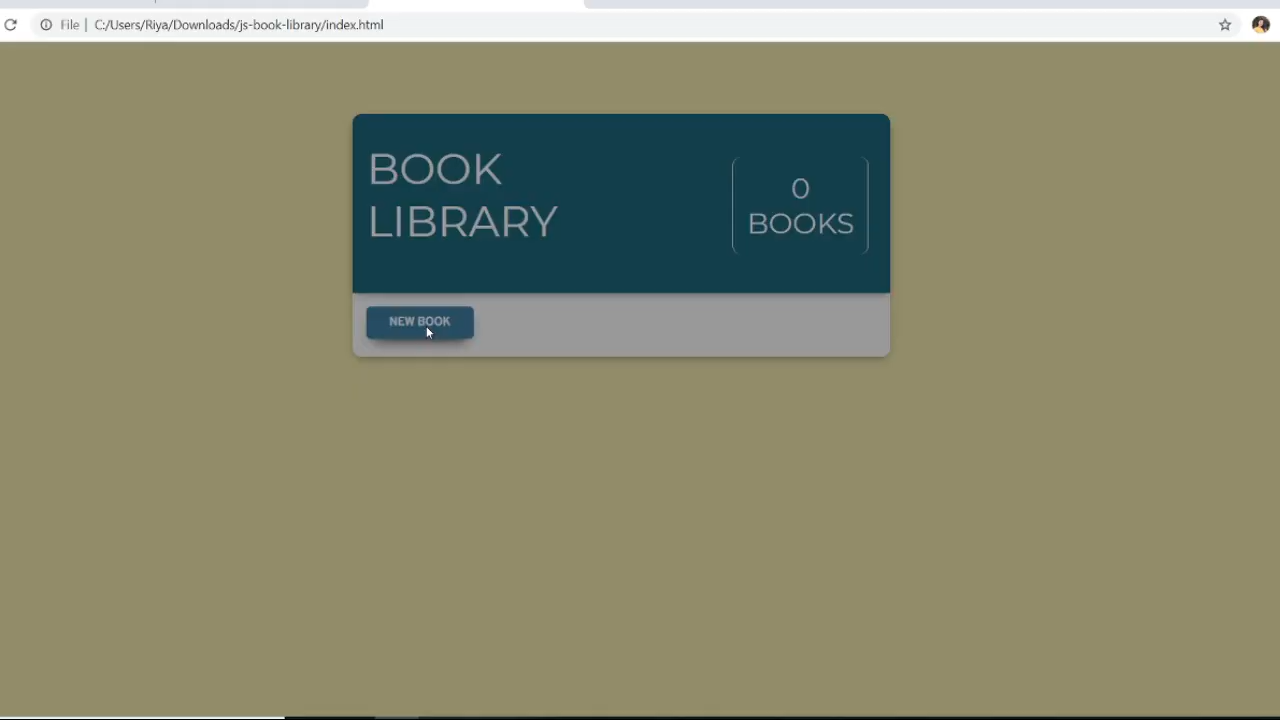 File | C:/Users/Riya/Downloads/js-book-library/index.html
BOOK
LIBRARY
0
BOOKS
NEW BOOK